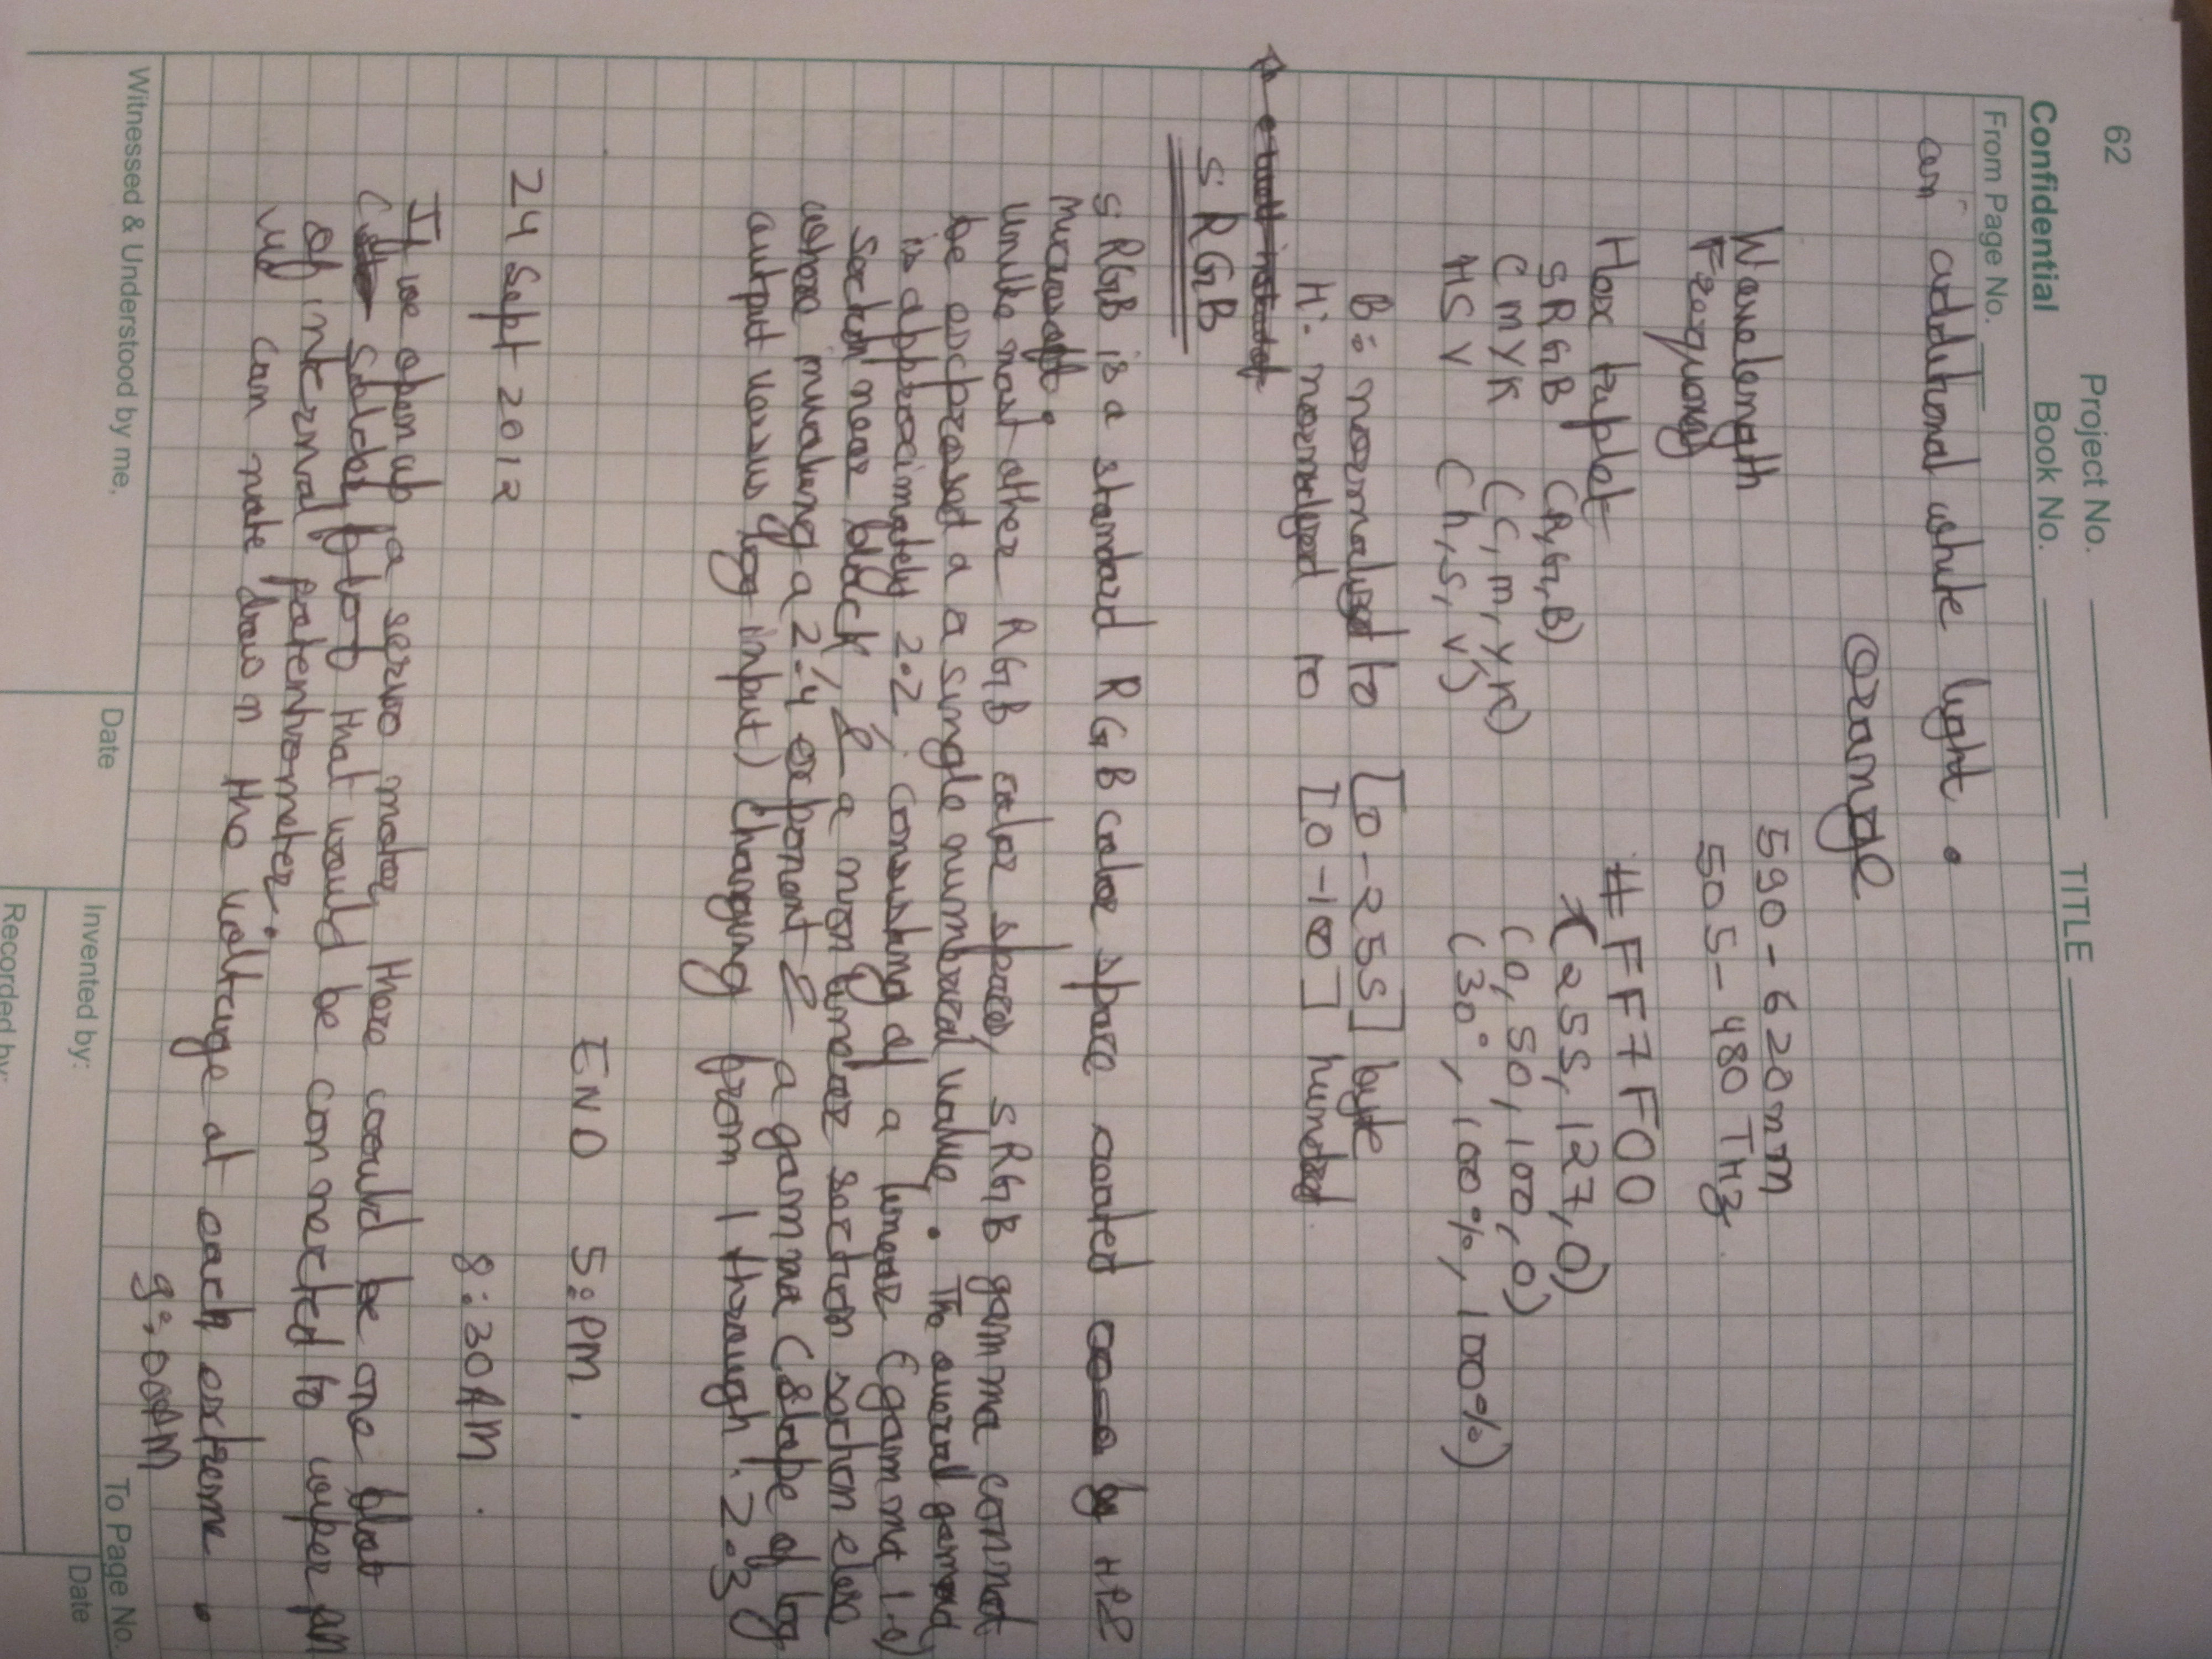 62
Project No.
TITLE
Confidential
Book No.
From Page No.
an additional white light .
Orange
Wavelength 590 - 620nm
Frequency 505 - 480 THz
Hex triplet #FF7F00
sRGB (R,G,B) (255, 127, 0)
CMYK (C, m, y, K) (0, 50, 100, 0)
HSV (h, s, v) (30°, 100%, 100%)
B: normalized to [0-255] byte
H: normalized to [0-100] hundred
sRGB
sRGB is a standard RGB color space created by HP &
Microsoft.
Unlike most other RGB color spaces, sRGB gamma cannot
be expressed a a single numerical value. The overall
is approximately 2.2, consisting of a linear (gamma 1.0)
section near black, & a non linear section section else
where involving a 2.4 exponent & a gamma (slope of log
output versus log input) changing from 1 through 2.3
END 5:PM.
24 Sept 2012
8:30AM
If we open up a servo motor, there would be one blob
(solder blob that would be connected to wiper pin
of internal potentiometer.
We can note down the voltage at each extreme.
9:00AM
To Page No.
Witnessed & Understood by me,
Date
Invented by:
Date
Recorded by: